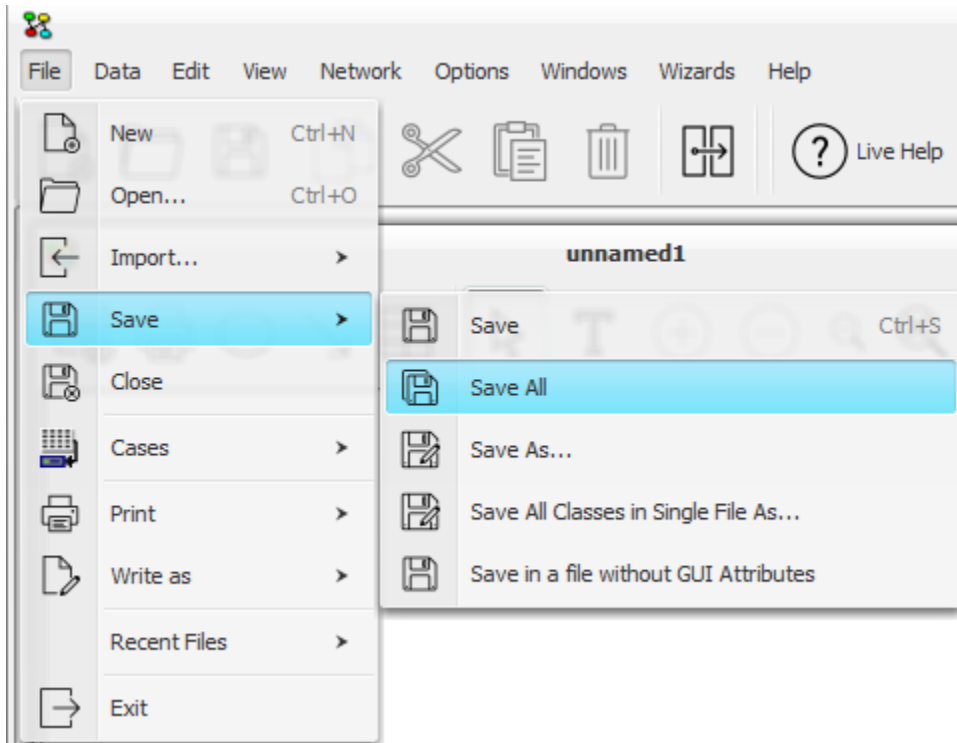 File Data Edit View Network Options Windows Wizards Help
New Ctrl+N
Live Help
Open... Ctrl+O
Import...
unnamed1
Save
Save Ctrl+S
Close
Save All
Cases
Save As...
Print
Save All Classes in Single File As...
Write as
Save in a file without GUI Attributes
Recent Files
Exit